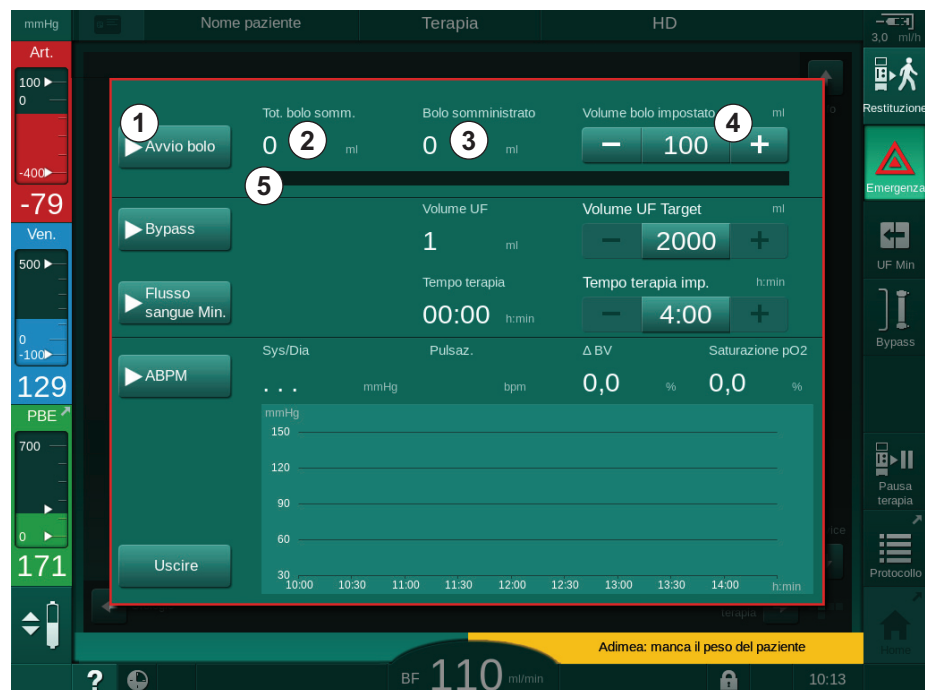 mmHg
Nome paziente
Terapia
HD
3,0 ml/h
Art.
100
0
-400
-79
Ven.
500
0
-100
129
PBE
700
0
171
1
Avvio bolo
Tot. bolo somm.
0 ml
2
Bolo somministrato
0 ml
3
Volume bolo impostato ml
4
− 100 +
5
Bypass
Volume UF
1 ml
Volume UF Target ml
− 2000 +
Flusso
sangue Min.
Tempo terapia
00:00 h:min
Tempo terapia imp. h:min
− 4:00 +
ABPM
Sys/Dia
. . . mmHg
Pulsaz.
bpm
Δ BV
0,0 %
Saturazione pO2
0,0 %
mmHg
150
120
90
60
30
10:00 10:30 11:00 11:30 12:00 12:30 13:00 13:30 14:00 h:min
Uscire
Restituzione
Emergenza
UF Min
Bypass
Pausa
terapia
Protocollo
Home
Terapia
Adimea: manca il peso del paziente
?
BF 110 ml/min
10:13